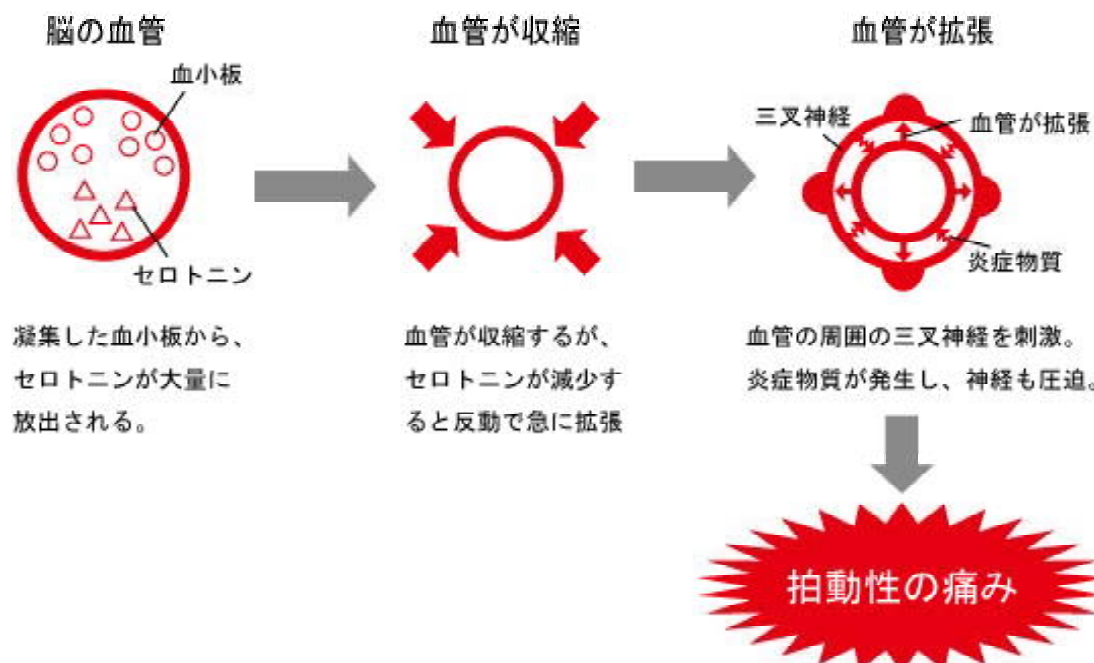 脳の血管
血小板
セロトニン
凝集した血小板から、
セロトニンが大量に
放出される。
血管が収縮
血管が収縮するが、
セロトニンが減少す
ると反動で急に拡張
血管が拡張
三叉神経
血管が拡張
炎症物質
血管の周囲の三叉神経を刺激。
炎症物質が発生し、神経も圧迫。
拍動性の痛み